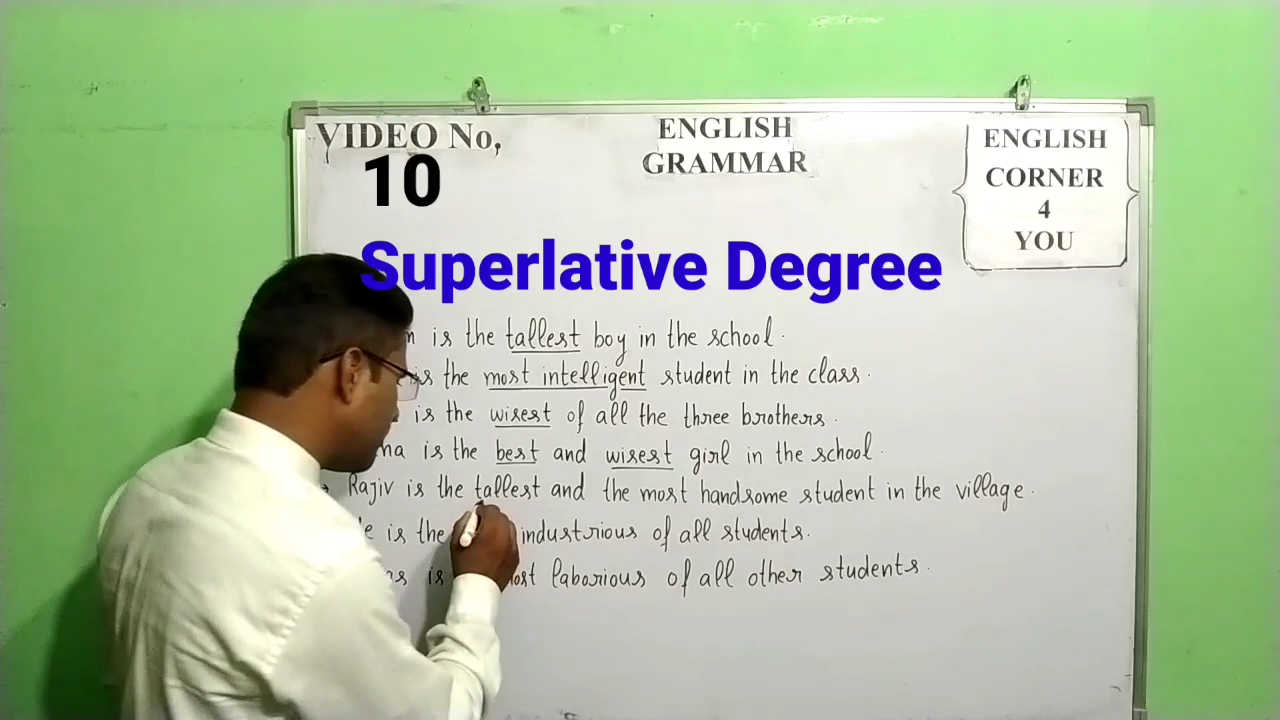 VIDEO No,
10
ENGLISH
GRAMMAR
ENGLISH
CORNER
4
YOU
Superlative Degree
is the tallest boy in the school.
is the most intelligent student in the class.
is the wisest of all the three brothers.
is the best and wisest girl in the school.
→ Rajiv is the tallest and the most handsome student in the village.
is the industrious of all students.
is laborious of all other students.